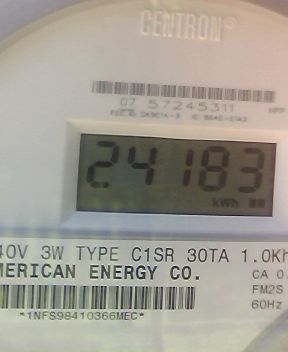 CENTRON®
07 57245311
24183
kWh
40V 3W TYPE C1SR 30TA 1.0Kh
MERICAN ENERGY CO.
CA 0.
FM2S
60Hz
*1NFS98410366MEC*